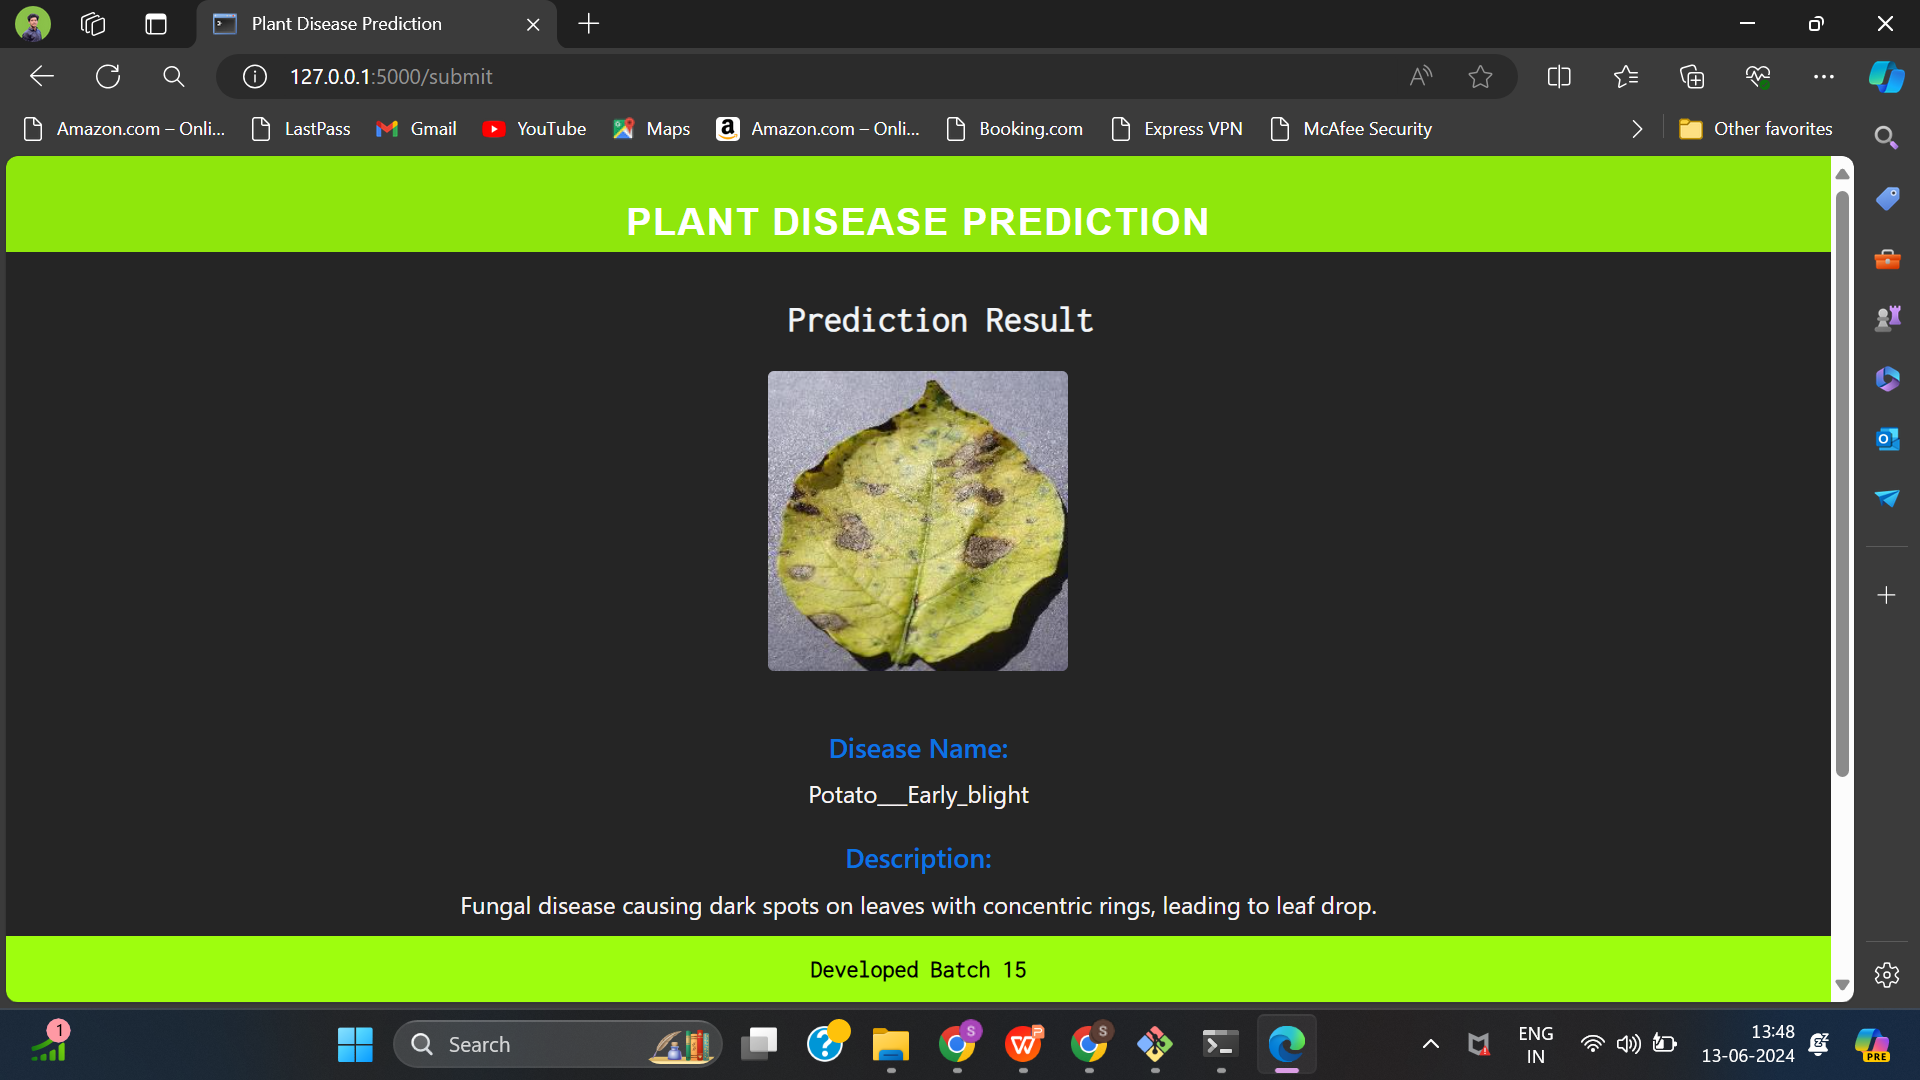 Plant Disease Prediction
127.0.0.1:5000/submit
Amazon.com – Onli... LastPass Gmail YouTube Maps Amazon.com – Onli... Booking.com Express VPN McAfee Security Other favorites
PLANT DISEASE PREDICTION
Prediction Result
Disease Name:
Potato___Early_blight
Description:
Fungal disease causing dark spots on leaves with concentric rings, leading to leaf drop.
Developed Batch 15
1
Search
S
S
ENG
IN
13:48
13-06-2024
PRE